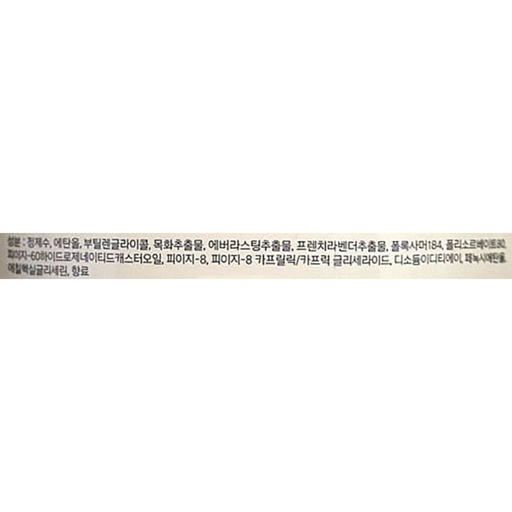 성분 : 정제수, 에탄올, 부틸렌글라이콜, 목화추출물, 에버라스팅추출물, 프렌치라벤더추출물, 폴록사머184, 폴리소르베이트80,
피이지-60하이드로제네이티드캐스터오일, 피이지-8, 피이지-8 카프릴릭/카프릭 글리세라이드, 디소듐이디티에이, 페녹시에탄올,
에칠헥실글리세린, 향료